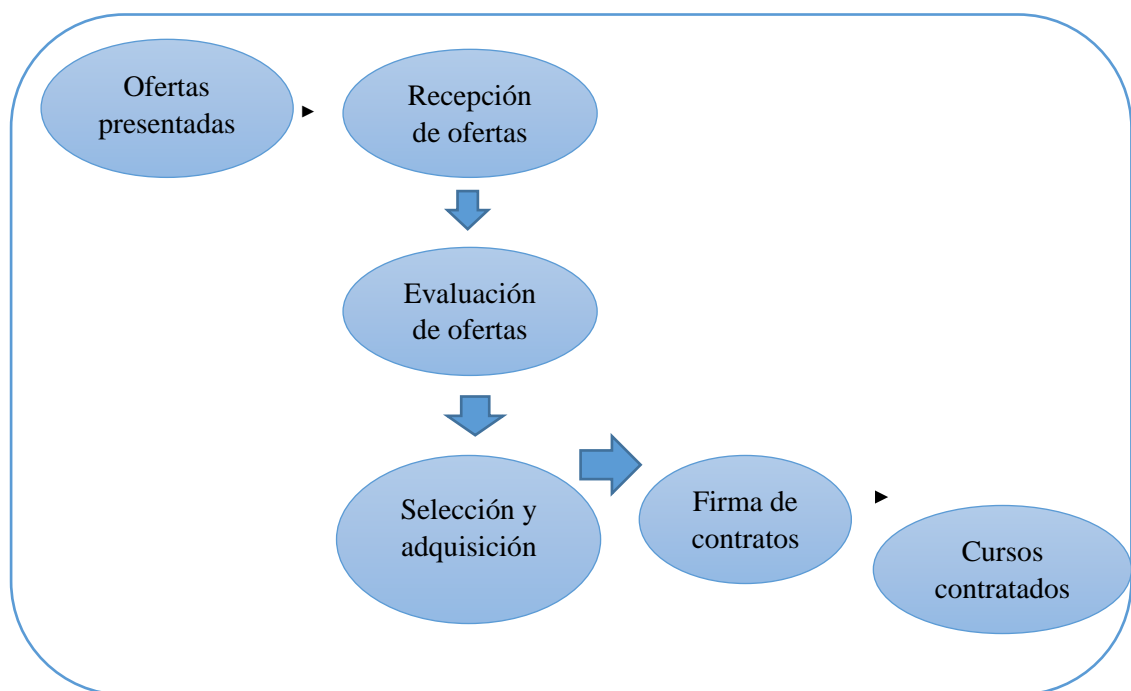 Ofertas
presentadas
Recepción
de ofertas
Evaluación
de ofertas
Selección y
adquisición
Firma de
contratos
Cursos
contratados